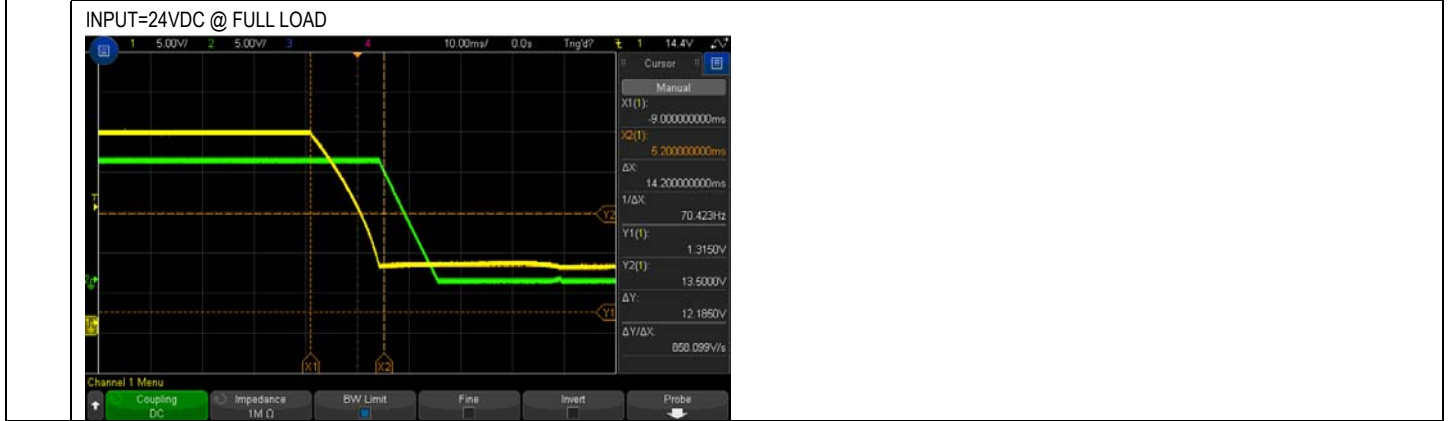 INPUT=24VDC @ FULL LOAD
1 5.00V/ 2 5.00V/ 3 4 10.00ms/ 0.0s Trig'd? 1 14.4V
Cursor
Manual
X1(1):
-9.000000000ms
X2(1):
5.200000000ms
ΔX:
14.200000000ms
1/ΔX:
70.423Hz
Y1(1):
1.3150V
Y2(1):
13.5000V
ΔY:
12.1850V
ΔY/ΔX:
858.099V/s
T
Y2
Y1
X1 X2
Channel 1 Menu
Coupling Impedance BW Limit Fine Invert Probe
DC 1M Ω